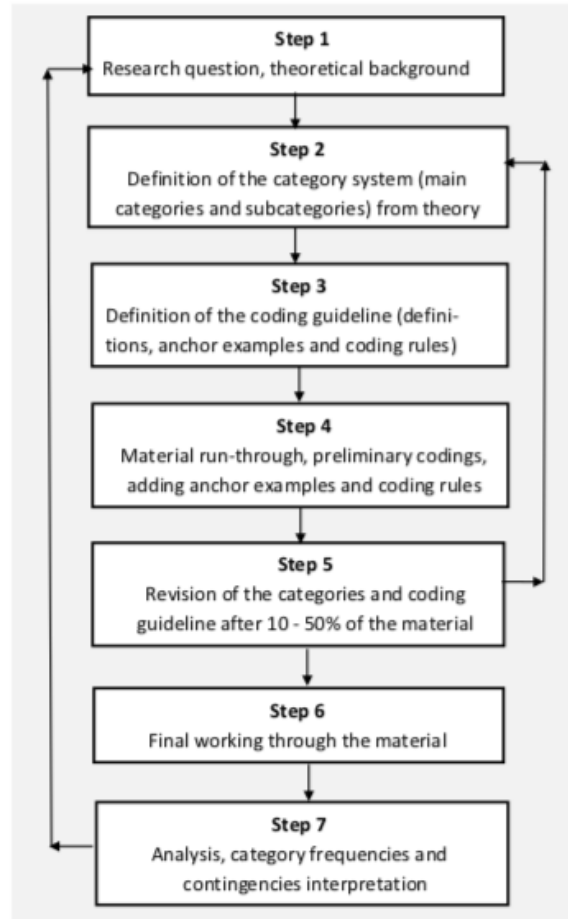 Step 1
Research question, theoretical background
Step 2
Definition of the category system (main
categories and subcategories) from theory
Step 3
Definition of the coding guideline (defini-
tions, anchor examples and coding rules)
Step 4
Material run-through, preliminary codings,
adding anchor examples and coding rules
Step 5
Revision of the categories and coding
guideline after 10 - 50% of the material
Step 6
Final working through the material
Step 7
Analysis, category frequencies and
contingencies interpretation